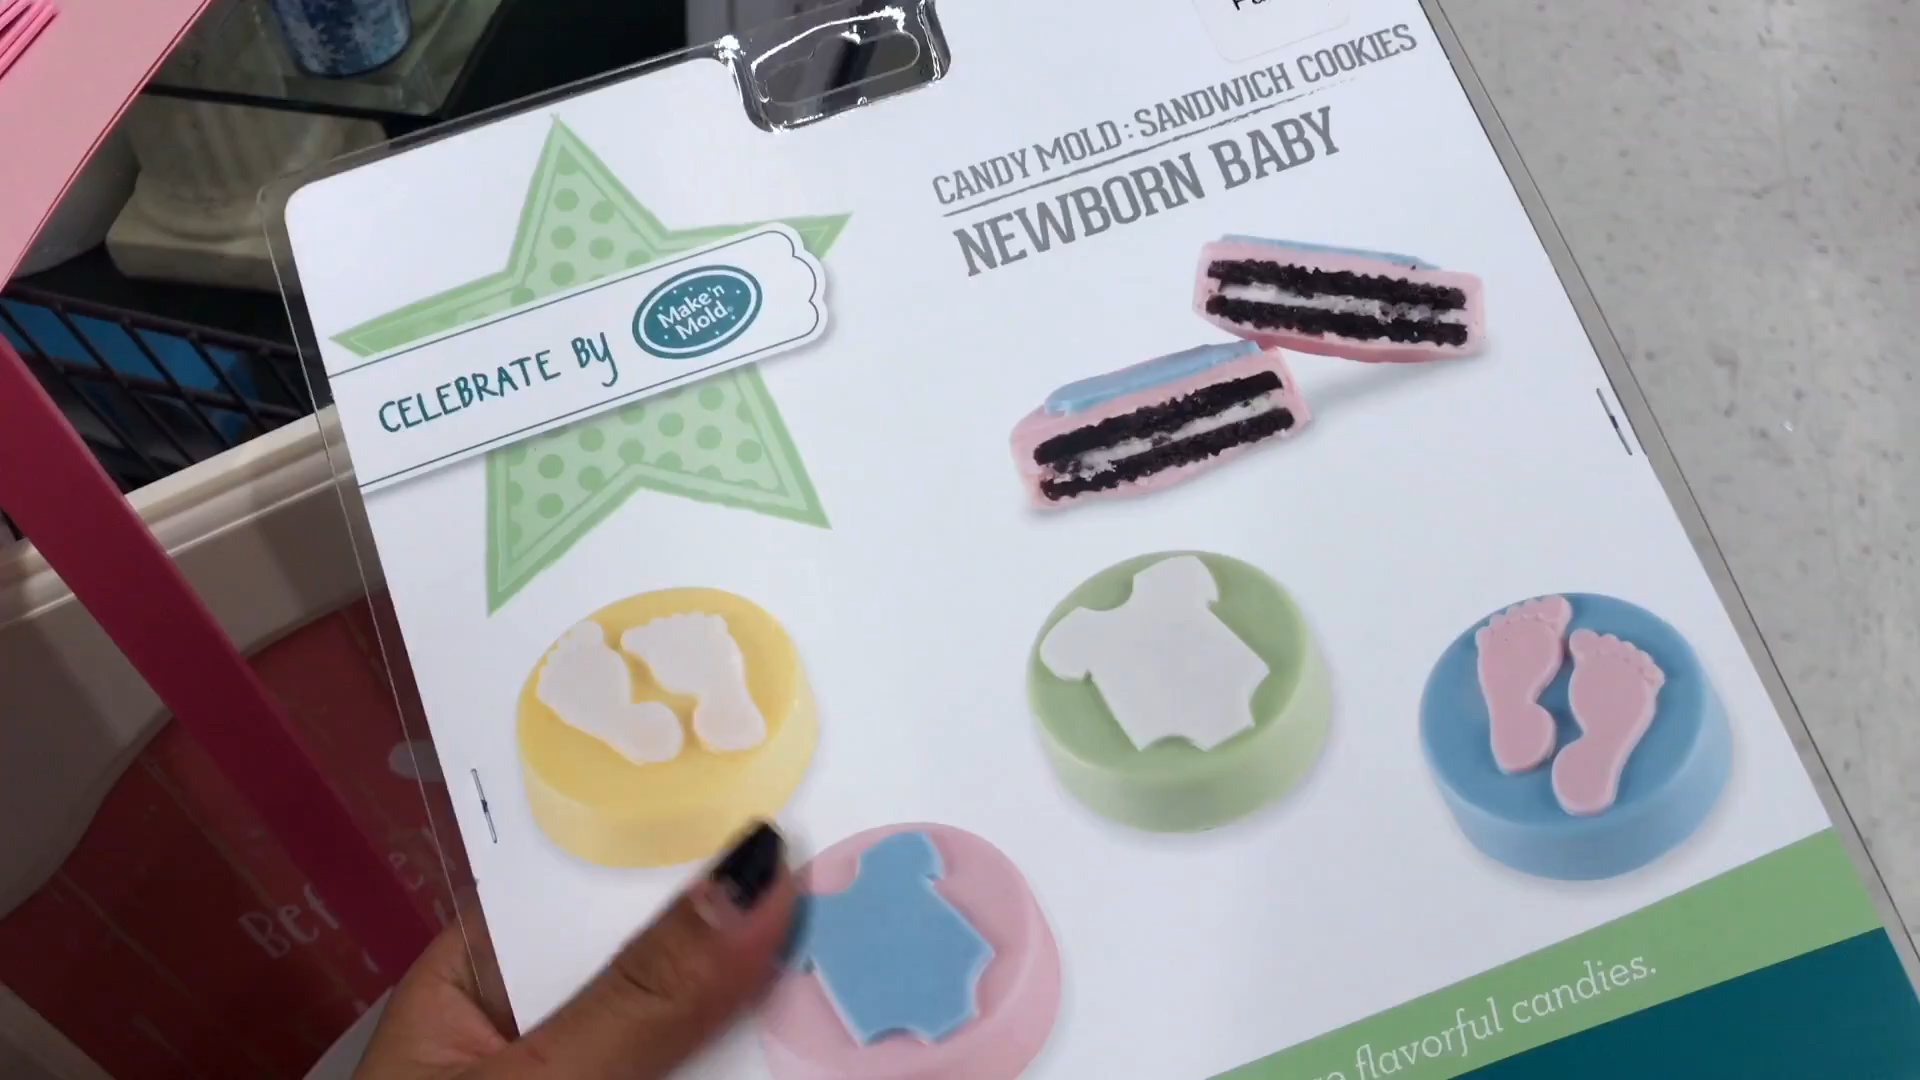 CANDY MOLD: SANDWICH COOKIES
NEWBORN BABY
CELEBRATE BY
Make'n
Mold®
flavorful candies.